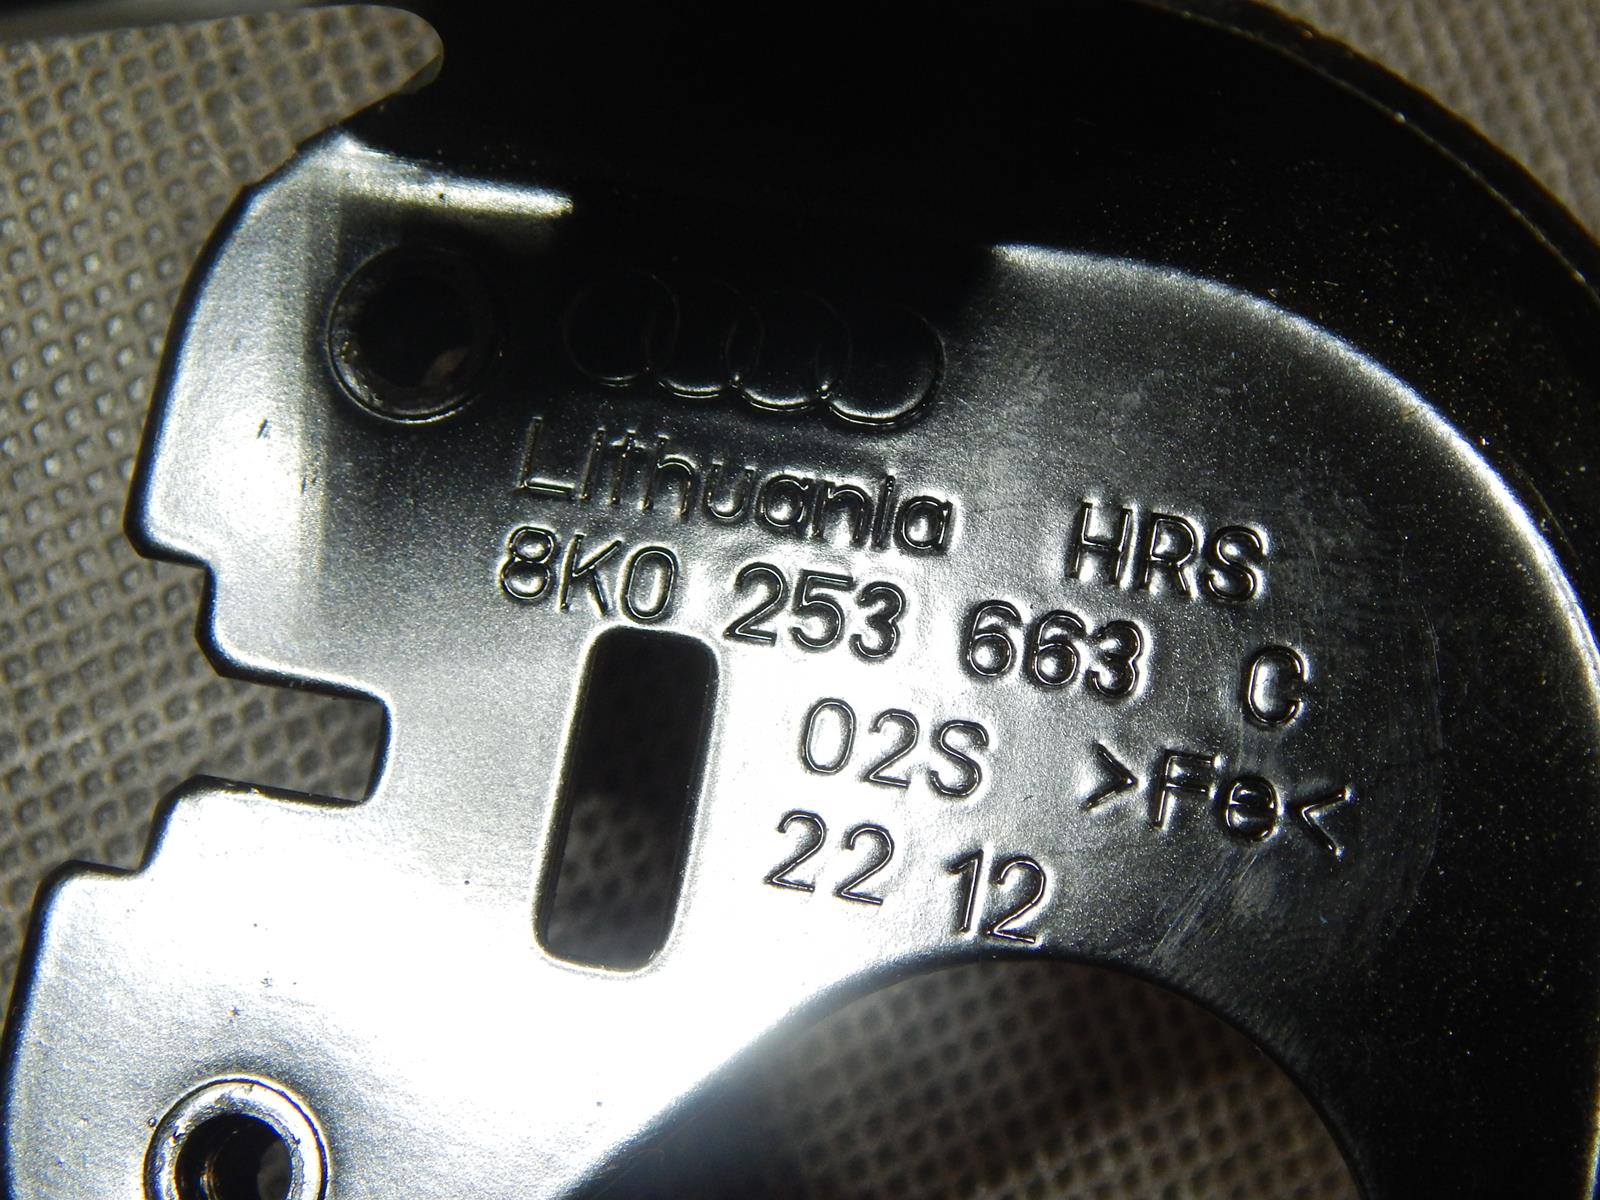 Lithuania HRS
8K0 253 663 C
02S >Fe<
22 12